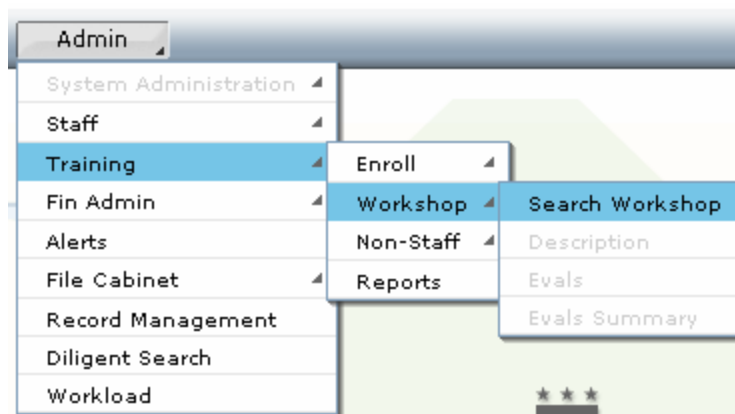 Admin
System Administration
Staff
Training
Fin Admin
Alerts
File Cabinet
Record Management
Diligent Search
Workload
Enroll
Workshop
Non-Staff
Reports
Search Workshop
Description
Evals
Evals Summary